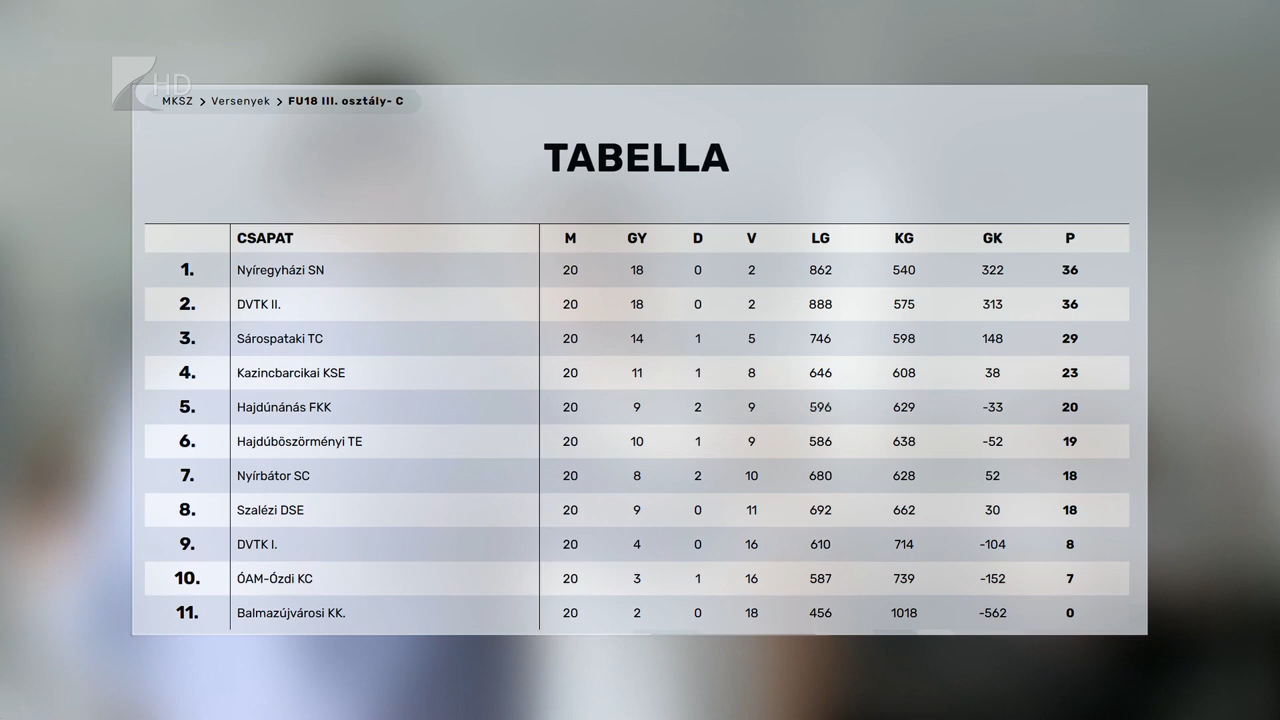 HD
MKSZ > Versenyek > FU18 III. osztály- C
TABELLA
CSAPAT M GY D V LG KG GK P
1. Nyíregyházi SN 20 18 0 2 862 540 322 36
2. DVTK II. 20 18 0 2 888 575 313 36
3. Sárospataki TC 20 14 1 5 746 598 148 29
4. Kazincbarcikai KSE 20 11 1 8 646 608 38 23
5. Hajdúnánás FKK 20 9 2 9 596 629 -33 20
6. Hajdúböszörményi TE 20 10 1 9 586 638 -52 19
7. Nyírbátor SC 20 8 2 10 680 628 52 18
8. Szalézi DSE 20 9 0 11 692 662 30 18
9. DVTK I. 20 4 0 16 610 714 -104 8
10. ÓAM-Ózdi KC 20 3 1 16 587 739 -152 7
11. Balmazújvárosi KK. 20 2 0 18 456 1018 -562 0